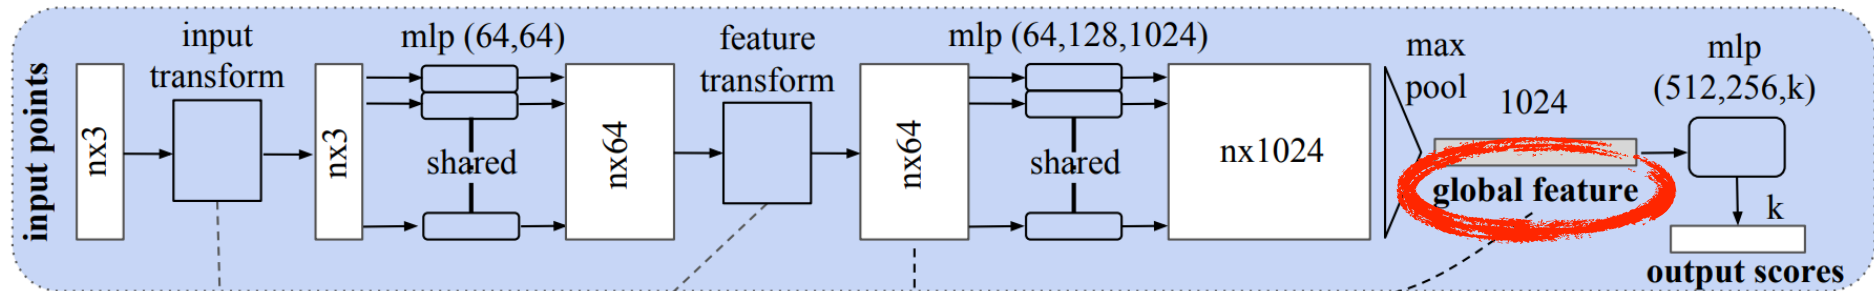 input points
nx3
input
transform
nx3
mlp (64,64)
shared
nx64
feature
transform
nx64
mlp (64,128,1024)
shared
nx1024
max
pool
1024
global feature
mlp
(512,256,k)
k
output scores